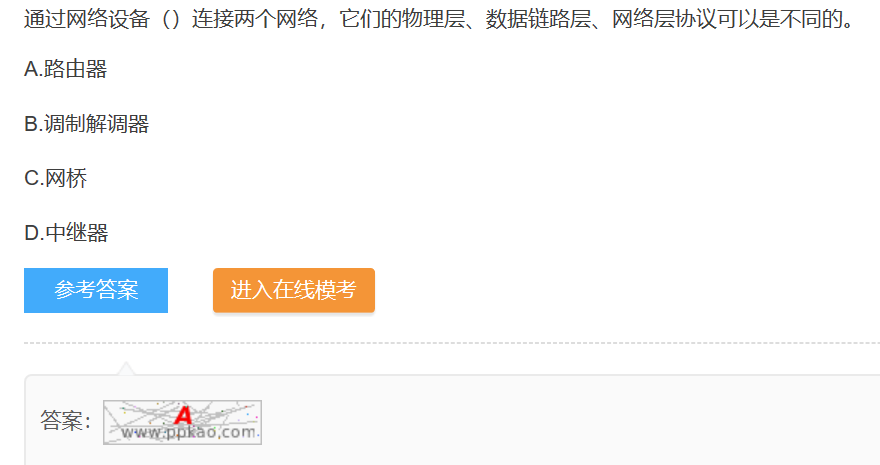 通过网络设备（）连接两个网络，它们的物理层、数据链路层、网络层协议可以是不同的。
A.路由器
B.调制解调器
C.网桥
D.中继器
参考答案 进入在线模考
答案： A
www.ppkao.com